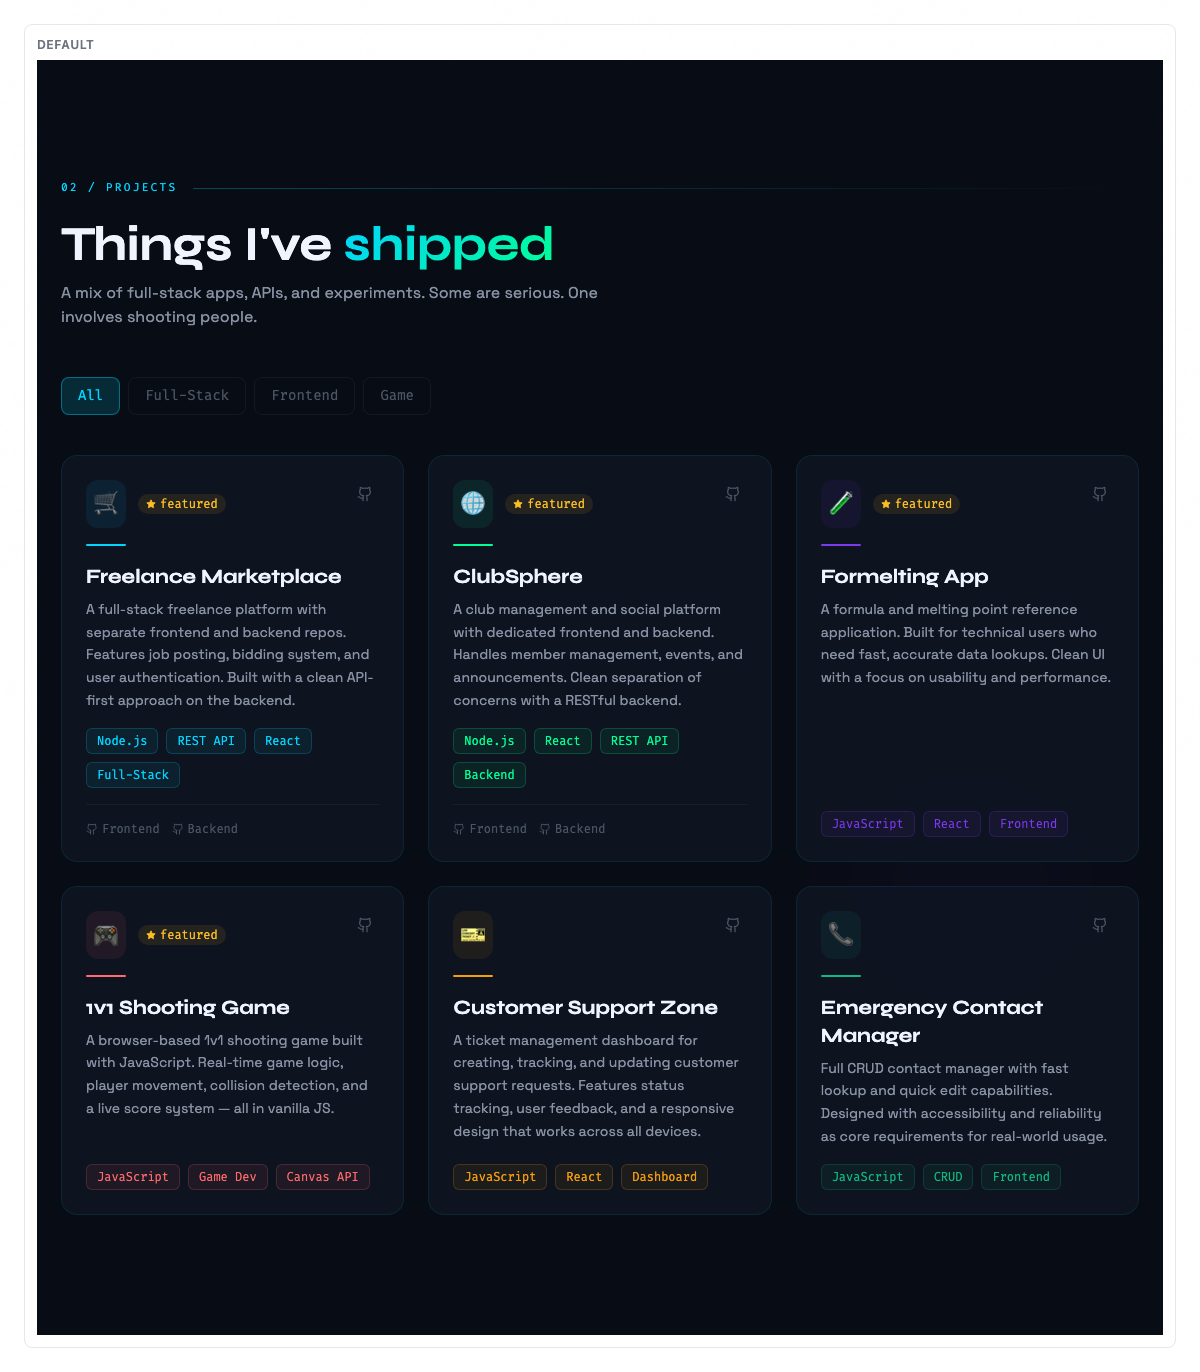 DEFAULT
02 / PROJECTS
Things I've shipped
A mix of full-stack apps, APIs, and experiments. Some are serious. One
involves shooting people.
All
Full-Stack
Frontend
Game
featured
Freelance Marketplace
A full-stack freelance platform with
separate frontend and backend repos.
Features job posting, bidding system, and
user authentication. Built with a clean API-
first approach on the backend.
Node.js
REST API
React
Full-Stack
Frontend
Backend
featured
ClubSphere
A club management and social platform
with dedicated frontend and backend.
Handles member management, events, and
announcements. Clean separation of
concerns with a RESTful backend.
Node.js
React
REST API
Backend
Frontend
Backend
featured
Formelting App
A formula and melting point reference
application. Built for technical users who
need fast, accurate data lookups. Clean UI
with a focus on usability and performance.
JavaScript
React
Frontend
featured
1v1 Shooting Game
A browser-based 1v1 shooting game built
with JavaScript. Real-time game logic,
player movement, collision detection, and
a live score system — all in vanilla JS.
JavaScript
Game Dev
Canvas API
Customer Support Zone
A ticket management dashboard for
creating, tracking, and updating customer
support requests. Features status
tracking, user feedback, and a responsive
design that works across all devices.
JavaScript
React
Dashboard
Emergency Contact
Manager
Full CRUD contact manager with fast
lookup and quick edit capabilities.
Designed with accessibility and reliability
as core requirements for real-world usage.
JavaScript
CRUD
Frontend